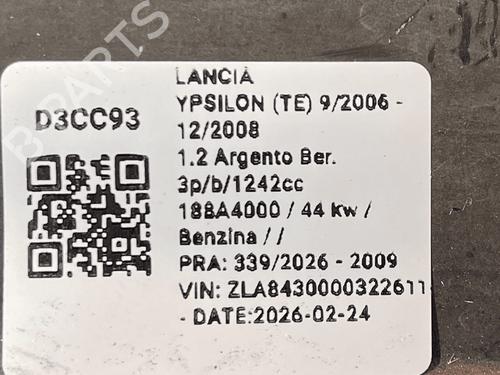 LANCIA
D3CC93
YPSILON (TE) 9/2006 -
12/2008
1.2 Argento Ber.
3p/b/1242cc
188A4000 / 44 Kw /
Benzina / /
PRA: 339/2026 - 2009
VIN: ZLA8430000322611
- DATE:2026-02-24
B-PARTS